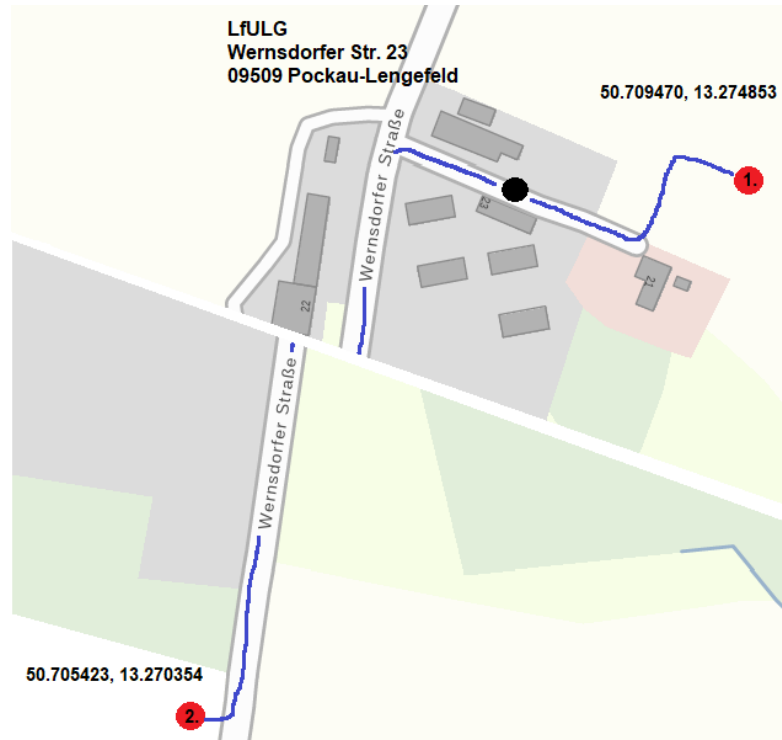 LfULG
Wernsdorfer Str. 23
09509 Pockau-Lengefeld
50.709470, 13.274853
1.
Wernsdorfer Straße
23
21
22
Wernsdorfer Straße
50.705423, 13.270354
2.